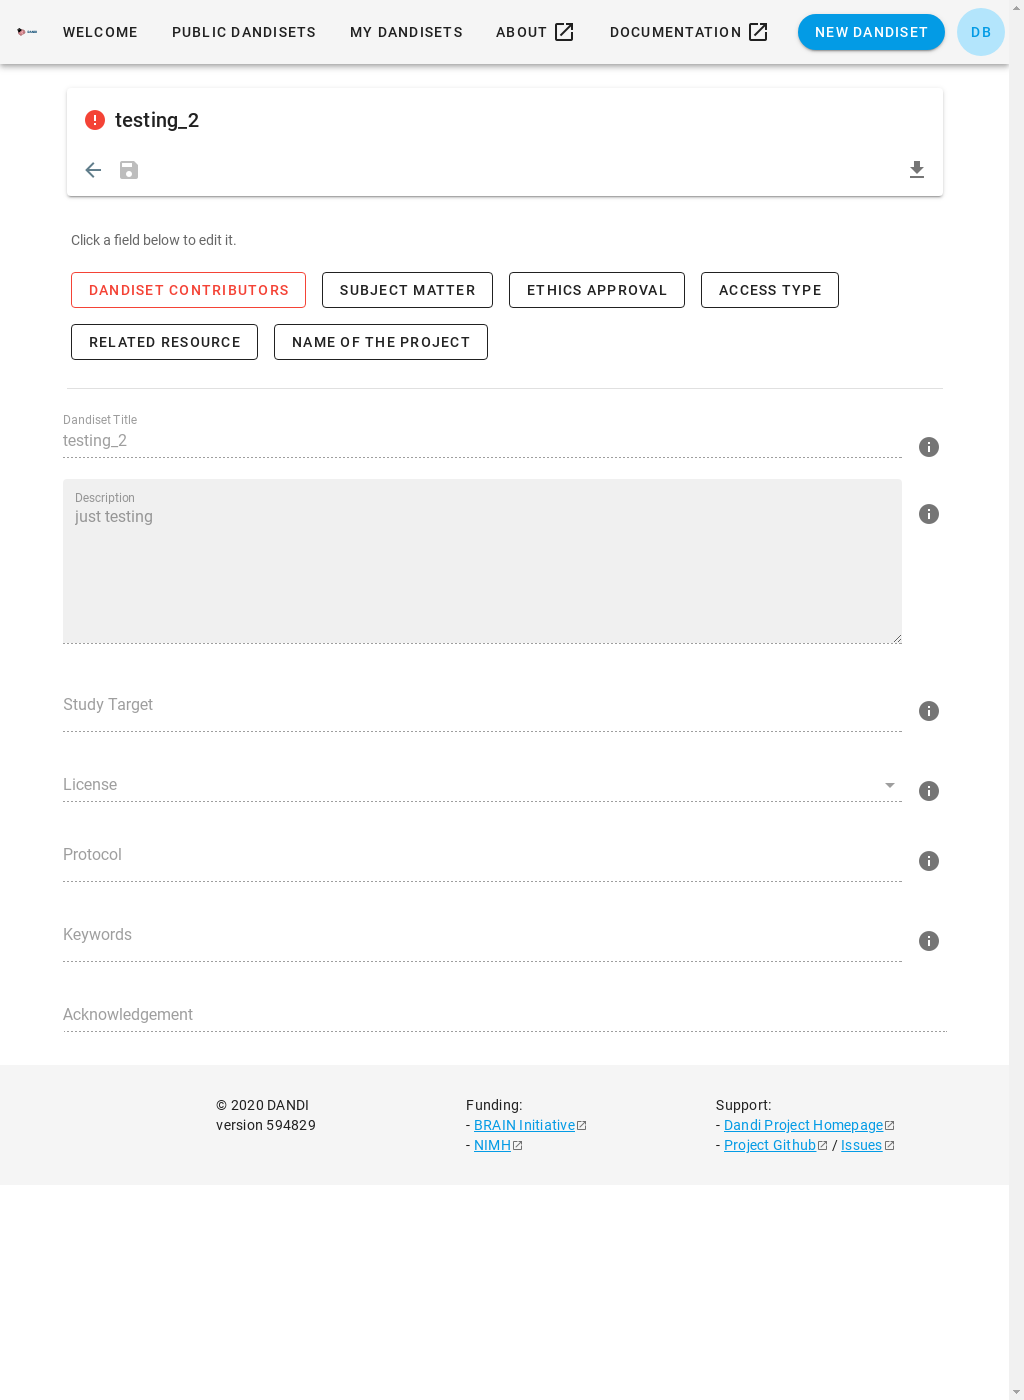 WELCOME PUBLIC DANDISETS MY DANDISETS ABOUT DOCUMENTATION NEW DANDISET DB
testing_2
Click a field below to edit it.
DANDISET CONTRIBUTORS SUBJECT MATTER ETHICS APPROVAL ACCESS TYPE
RELATED RESOURCE NAME OF THE PROJECT
Dandiset Title
testing_2
Description
just testing
Study Target
License
Protocol
Keywords
Acknowledgement
© 2020 DANDI
version 594829
Funding:
- BRAIN Initiative
- NIMH
Support:
- Dandi Project Homepage
- Project Github / Issues